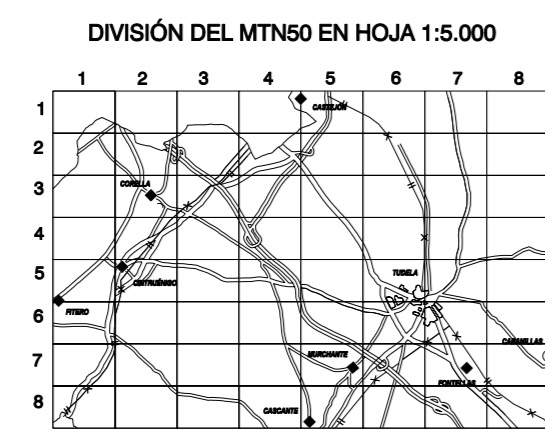 DIVISIÓN DEL MTN50 EN HOJA 1:5.000
1 2 3 4 5 6 7 8
1
CASTEJÓN
2
3
CORELLA
4
5
TUDELA
CINTRUÉNIGO
6
FITERO
CABANILLAS
7
MURCHANTE
FONTELLAS
8
CASCANTE